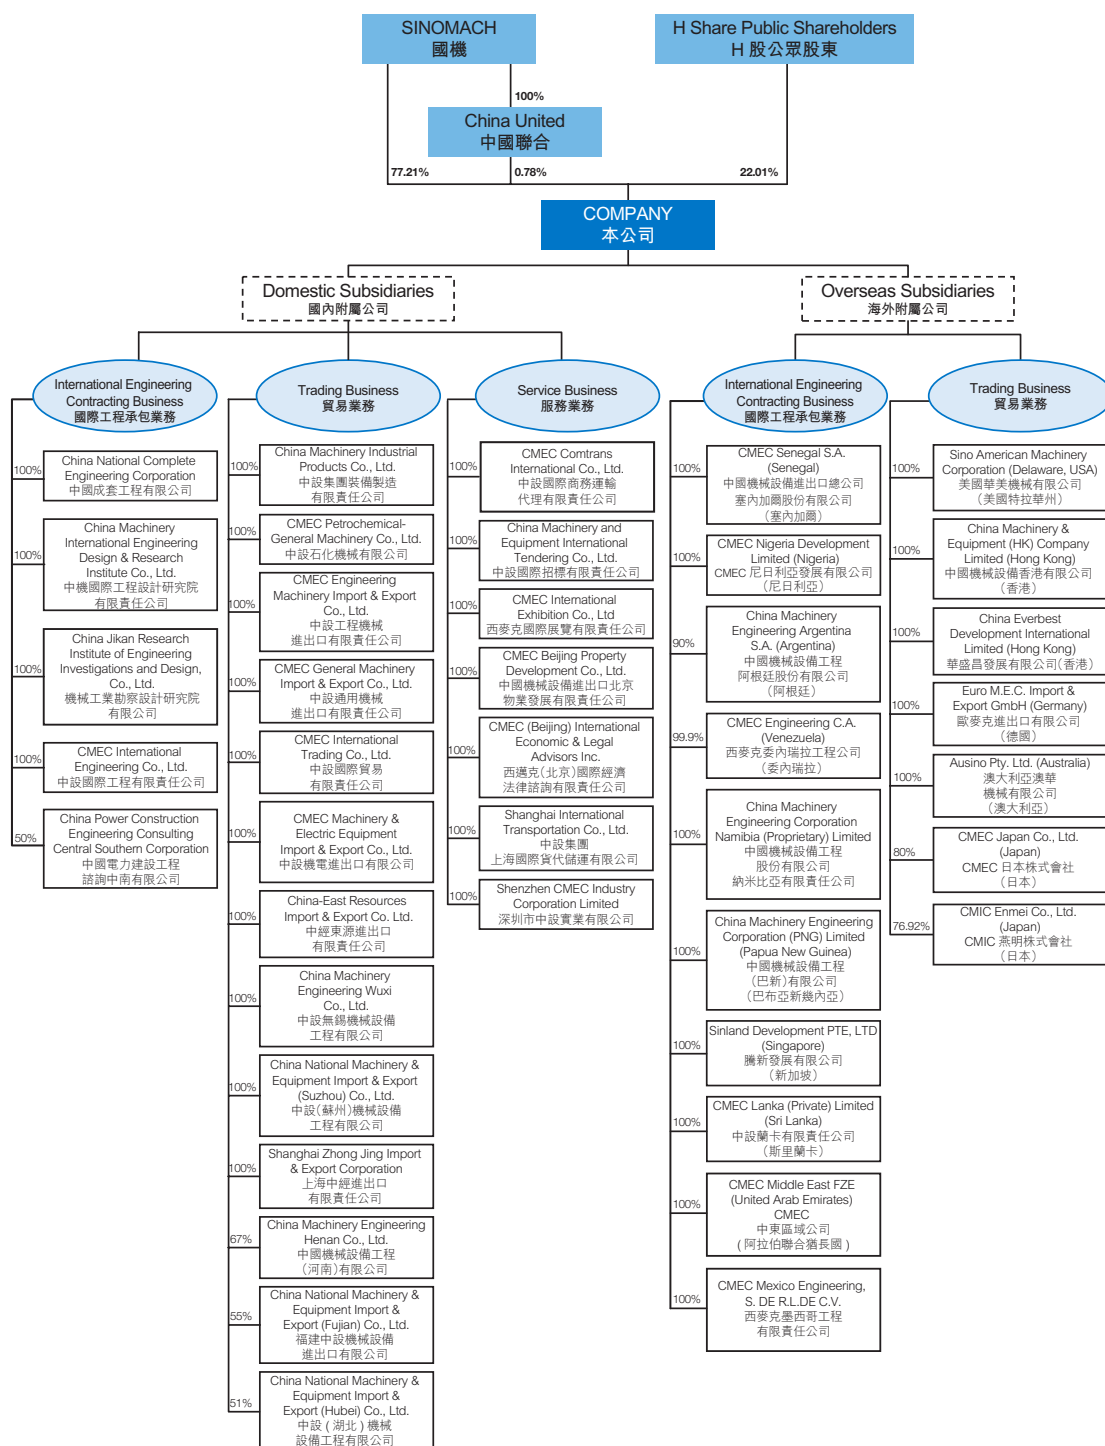 SINOMACH
國機
H Share Public Shareholders
H 股公眾股東
100%
China United
中國聯合
77.21%
0.78%
22.01%
COMPANY
本公司
Domestic Subsidiaries
國內附屬公司
Overseas Subsidiaries
海外附屬公司
International Engineering
Contracting Business
國際工程承包業務
100%
China National Complete
Engineering Corporation
中國成套工程有限公司
100%
China Machinery
International Engineering
Design & Research
Institute Co., Ltd.
中機國際工程設計研究院
有限責任公司
100%
China Jikan Research
Institute of Engineering
Investigations and Design,
Co., Ltd.
機械工業勘察設計研究院
有限公司
100%
CMEC International
Engineering Co., Ltd.
中設國際工程有限責任公司
50%
China Power Construction
Engineering Consulting
Central Southern Corporation
中國電力建設工程
諮詢中南有限公司
Trading Business
貿易業務
100%
China Machinery Industrial
Products Co., Ltd.
中設集團裝備製造
有限責任公司
100%
CMEC Petrochemical-
General Machinery Co., Ltd.
中設石化機械有限公司
100%
CMEC Engineering
Machinery Import & Export
Co., Ltd.
中設工程機械
進出口有限責任公司
100%
CMEC General Machinery
Import & Export Co., Ltd.
中設通用機械
進出口有限責任公司
100%
CMEC International
Trading Co., Ltd.
中設國際貿易
有限責任公司
100%
CMEC Machinery &
Electric Equipment
Import & Export Co., Ltd.
中設機電進出口有限公司
100%
China-East Resources
Import & Export Co. Ltd.
中經東源進出口
有限責任公司
100%
China Machinery
Engineering Wuxi
Co., Ltd.
中設無錫機械設備
工程有限公司
100%
China National Machinery &
Equipment Import & Export
(Suzhou) Co., Ltd.
中設(蘇州)機械設備
工程有限公司
100%
Shanghai Zhong Jing Import
& Export Corporation
上海中經進出口
有限責任公司
67%
China Machinery Engineering
Henan Co., Ltd.
中國機械設備工程
(河南)有限公司
55%
China National Machinery &
Equipment Import &
Export (Fujian) Co., Ltd.
福建中設機械設備
進出口有限公司
51%
China National Machinery &
Equipment Import &
Export (Hubei) Co., Ltd.
中設 ( 湖北 ) 機械
設備工程有限公司
Service Business
服務業務
100%
CMEC Comtrans
International Co., Ltd.
中設國際商務運輸
代理有限責任公司
100%
China Machinery and
Equipment International
Tendering Co., Ltd.
中設國際招標有限責任公司
100%
CMEC International
Exhibition Co., Ltd
西麥克國際展覽有限責任公司
100%
CMEC Beijing Property
Development Co., Ltd.
中國機械設備進出口北京
物業發展有限責任公司
100%
CMEC (Beijing) International
Economic & Legal
Advisors Inc.
西邁克(北京)國際經濟
法律諮詢有限責任公司
100%
Shanghai International
Transportation Co., Ltd.
中設集團
上海國際貨代儲運有限公司
100%
Shenzhen CMEC Industry
Corporation Limited
深圳市中設實業有限公司
International Engineering
Contracting Business
國際工程承包業務
100%
CMEC Senegal S.A.
(Senegal)
中國機械設備進出口總公司
塞內加爾股份有限公司
(塞內加爾)
100%
CMEC Nigeria Development
Limited (Nigeria)
CMEC 尼日利亞發展有限公司
(尼日利亞)
90%
China Machinery
Engineering Argentina
S.A. (Argentina)
中國機械設備工程
阿根廷股份有限公司
(阿根廷)
99.9%
CMEC Engineering C.A.
(Venezuela)
西麥克委內瑞拉工程公司
(委內瑞拉)
100%
China Machinery
Engineering Corporation
Namibia (Proprietary) Limited
中國機械設備工程
股份有限公司
納米比亞有限責任公司
100%
China Machinery Engineering
Corporation (PNG) Limited
(Papua New Guinea)
中國機械設備工程
(巴新)有限公司
(巴布亞新幾內亞)
100%
Sinland Development PTE, LTD
(Singapore)
騰新發展有限公司
(新加坡)
100%
CMEC Lanka (Private) Limited
(Sri Lanka)
中設蘭卡有限責任公司
(斯里蘭卡)
100%
CMEC Middle East FZE
(United Arab Emirates)
CMEC
中東區域公司
( 阿拉伯聯合猶長國 )
100%
CMEC Mexico Engineering,
S. DE R.L.DE C.V.
西麥克墨西哥工程
有限責任公司
Trading Business
貿易業務
100%
Sino American Machinery
Corporation (Delaware, USA)
美國華美機械有限公司
(美國特拉華州)
100%
China Machinery &
Equipment (HK) Company
Limited (Hong Kong)
中國機械設備香港有限公司
(香港)
100%
China Everbest
Development International
Limited (Hong Kong)
華盛昌發展有限公司(香港)
100%
Euro M.E.C. Import &
Export GmbH (Germany)
歐麥克進出口有限公司
(德國)
100%
Ausino Pty. Ltd. (Australia)
澳大利亞澳華
機械有限公司
(澳大利亞)
80%
CMEC Japan Co., Ltd.
(Japan)
CMEC 日本株式會社
(日本)
76.92%
CMIC Enmei Co., Ltd.
(Japan)
CMIC 燕明株式會社
(日本)